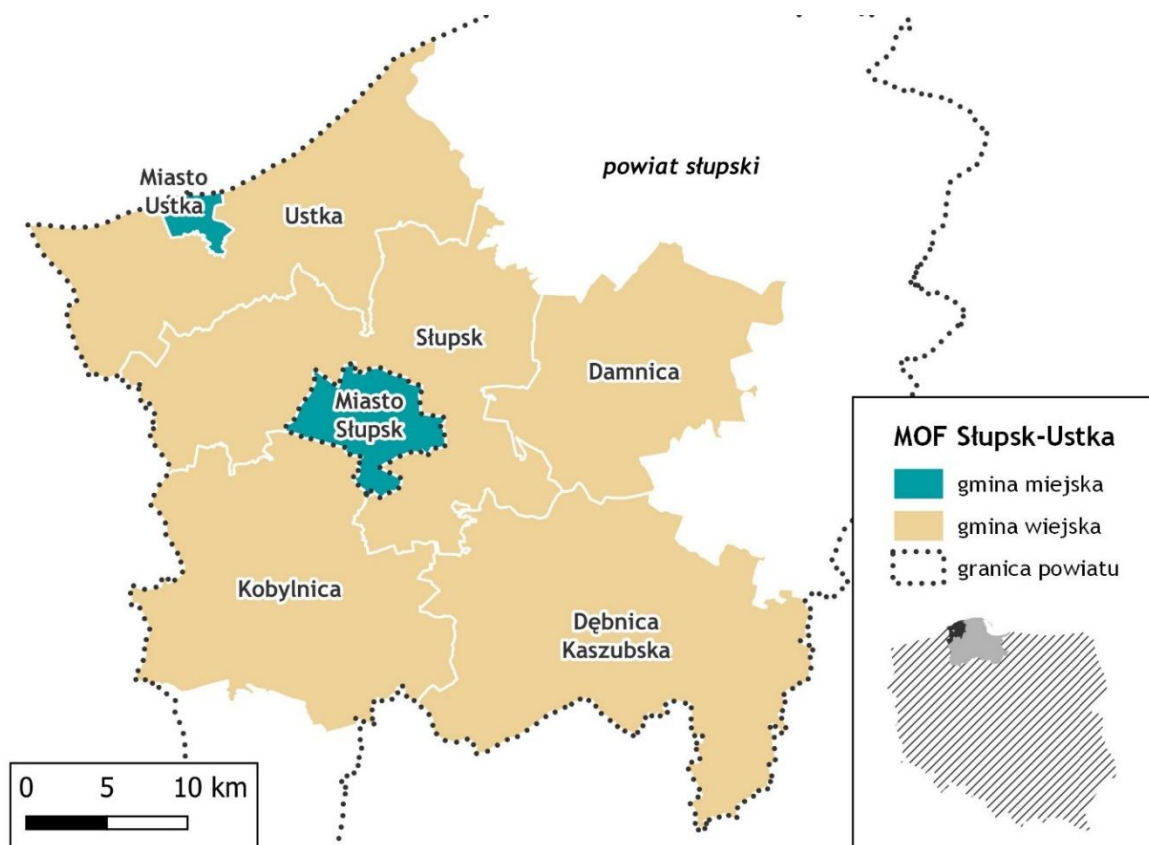 powiat słupski
Miasto
Ustka
Ustka
Słupsk
Damnica
Miasto
Słupsk
Kobylnica
Dębnica
Kaszubska
MOF Słupsk-Ustka
gmina miejska
gmina wiejska
granica powiatu
0 5 10 km